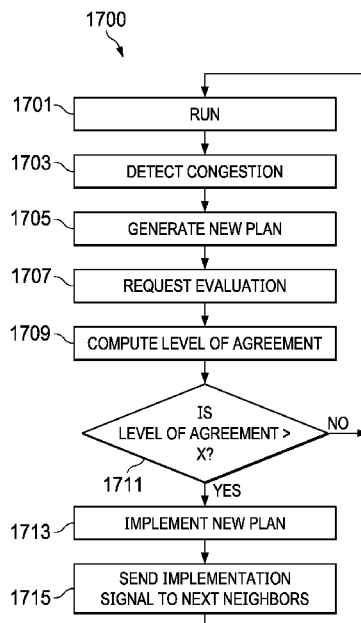 1700
1701
RUN
1703
DETECT CONGESTION
1705
GENERATE NEW PLAN
1707
REQUEST EVALUATION
1709
COMPUTE LEVEL OF AGREEMENT
IS
LEVEL OF AGREEMENT >
X?
NO
1711
YES
1713
IMPLEMENT NEW PLAN
1715
SEND IMPLEMENTATION
SIGNAL TO NEXT NEIGHBORS